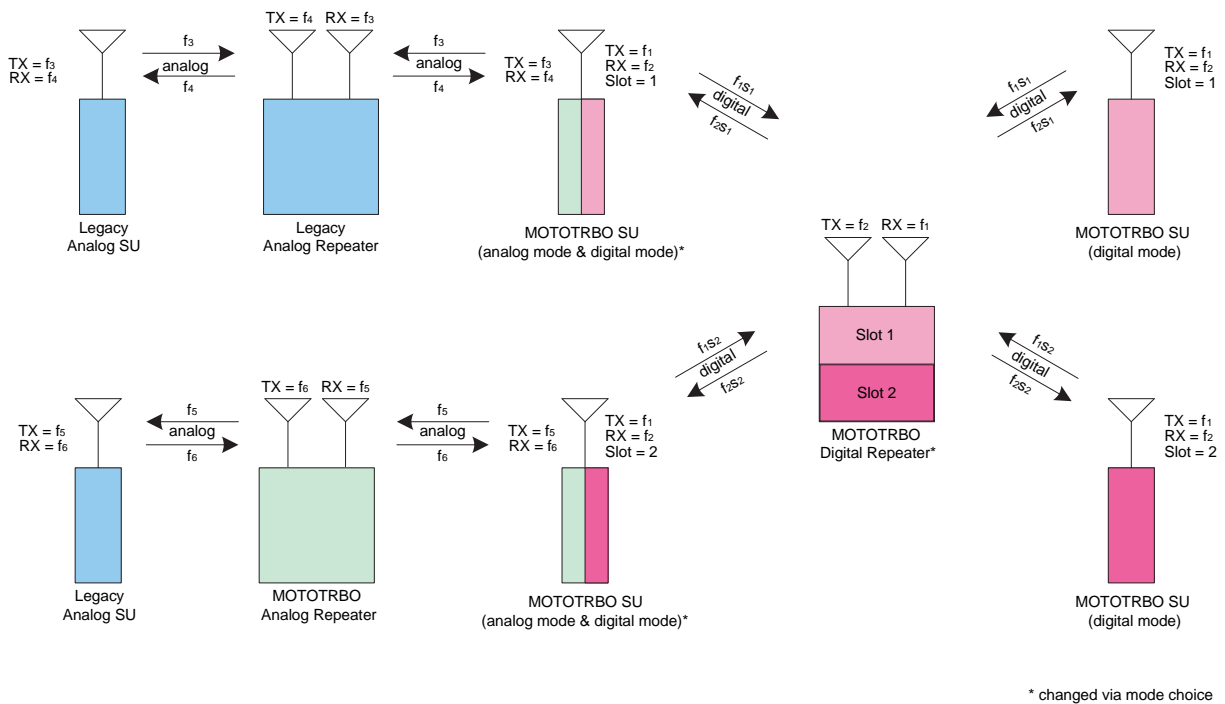 TX = f4 RX = f3
TX = f3
RX = f4
f3
analog
f4
f3
analog
f4
TX = f3
RX = f4
TX = f1
RX = f2
Slot = 1
f1s1
digital
f2s1
f1s1
digital
f2s1
TX = f1
RX = f2
Slot = 1
Legacy
Analog SU
Legacy
Analog Repeater
MOTOTRBO SU
(analog mode & digital mode)*
MOTOTRBO SU
(digital mode)
TX = f2 RX = f1
Slot 1
Slot 2
MOTOTRBO
Digital Repeater*
f1s2
digital
f2s2
f1s2
digital
f2s2
TX = f6 RX = f5
TX = f5
RX = f6
f5
analog
f6
f5
analog
f6
TX = f5
RX = f6
TX = f1
RX = f2
Slot = 2
TX = f1
RX = f2
Slot = 2
Legacy
Analog SU
MOTOTRBO
Analog Repeater
MOTOTRBO SU
(analog mode & digital mode)*
MOTOTRBO SU
(digital mode)
* changed via mode choice